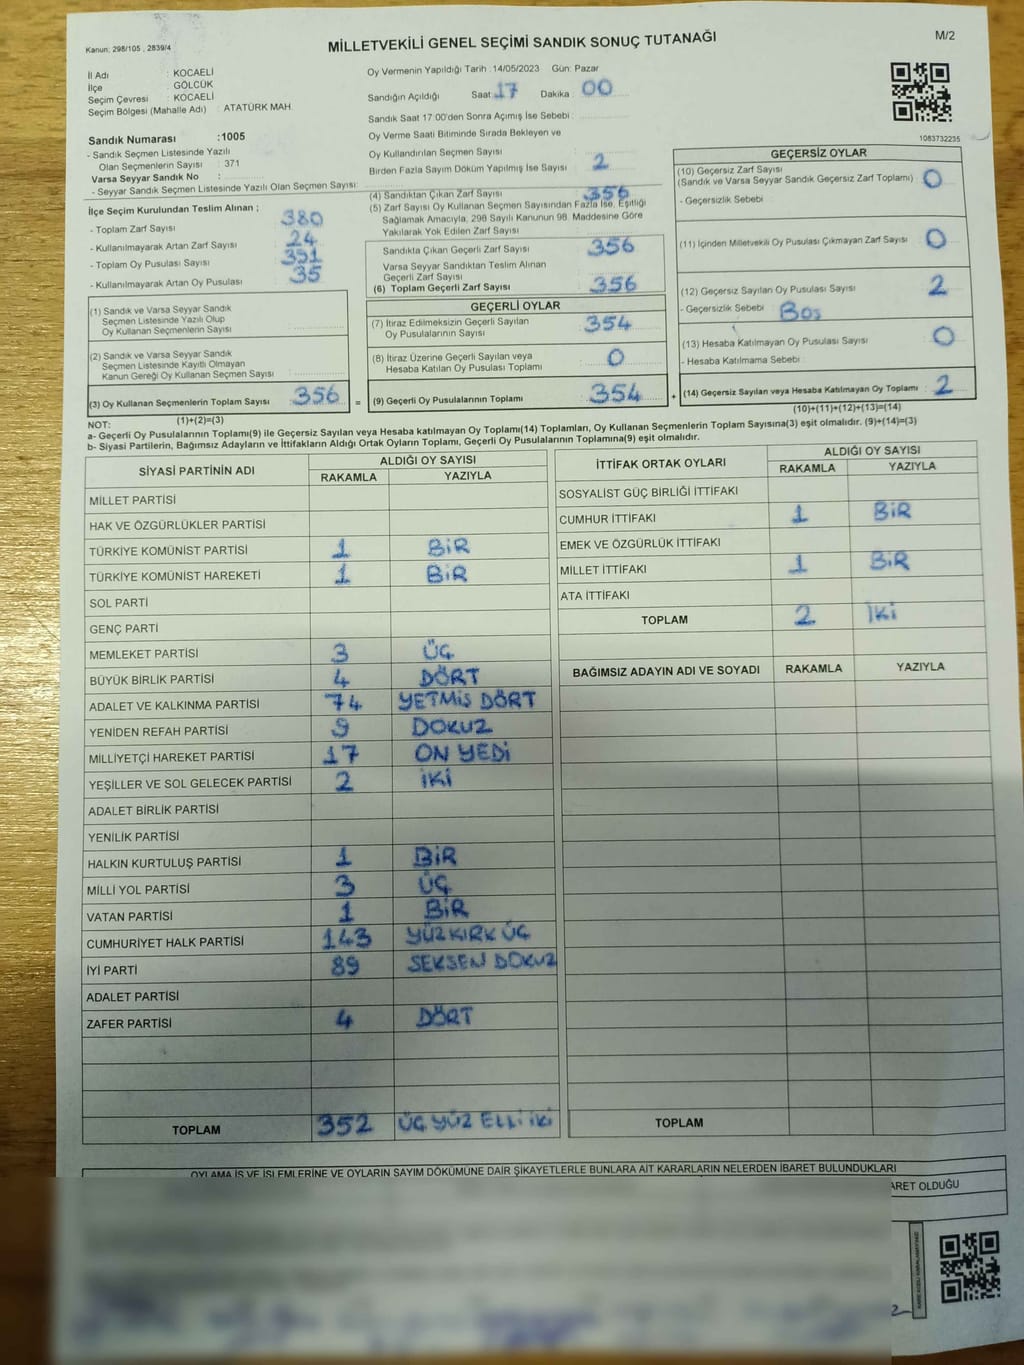 Kanun: 298/105 , 2839/4
MİLLETVEKİLİ GENEL SEÇİMİ SANDIK SONUÇ TUTANAĞI
M/2
İl Adı : KOCAELİ
İlçe : GÖLCÜK
Seçim Çevresi : KOCAELİ
Seçim Bölgesi (Mahalle Adı) : ATATÜRK MAH.
Sandık Numarası :1005
- Sandık Seçmen Listesinde Yazılı
Olan Seçmenlerin Sayısı : 371
Varsa Seyyar Sandık No :
- Seyyar Sandık Seçmen Listesinde Yazılı Olan Seçmen Sayısı:
Oy Vermenin Yapıldığı Tarih : 14/05/2023 Gün: Pazar
Sandığın Açıldığı Saat 17 Dakika 00
Sandık Saat 17:00'den Sonra Açımış İse Sebebi :
Oy Verme Saati Bitiminde Sırada Bekleyen ve
Oy Kullandırılan Seçmen Sayısı
Birden Fazla Sayım Döküm Yapılmış İse Sayısı 2
(4) Sandıktan Çıkan Zarf Sayısı 356
(5) Zarf Sayısı Oy Kullanan Seçmen Sayısından Fazla İse, Eşitliği
Sağlamak Amacıyla, 298 Sayılı Kanunun 98. Maddesine Göre
Yakılarak Yok Edilen Zarf Sayısı
1083732235
İlçe Seçim Kurulundan Teslim Alınan ;
- Toplam Zarf Sayısı 380
- Kullanılmayarak Artan Zarf Sayısı 24
- Toplam Oy Pusulası Sayısı 391
- Kullanılmayarak Artan Oy Pusulası 35
Sandıkta Çıkan Geçerli Zarf Sayısı 356
Varsa Seyyar Sandıktan Teslim Alınan
Geçerli Zarf Sayısı
(6) Toplam Geçerli Zarf Sayısı 356
GEÇERSİZ OYLAR
(10) Geçersiz Zarf Sayısı
(Sandık ve Varsa Seyyar Sandık Geçersiz Zarf Toplamı) 0
- Geçersizlik Sebebi
(11) İçinden Milletvekili Oy Pusulası Çıkmayan Zarf Sayısı 0
(12) Geçersiz Sayılan Oy Pusulası Sayısı 2
- Geçersizlik Sebebi Boş
(13) Hesaba Katılmayan Oy Pusulası Sayısı 0
- Hesaba Katılmama Sebebi
(14) Geçersiz Sayılan veya Hesaba Katılmayan Oy Toplamı 2
(10)+(11)+(12)+(13)=(14)
(1) Sandık ve Varsa Seyyar Sandık
Seçmen Listesinde Yazılı Olup
Oy Kullanan Seçmenlerin Sayısı
(2) Sandık ve Varsa Seyyar Sandık
Seçmen Listesinde Kayıtlı Olmayan
Kanun Gereği Oy Kullanan Seçmen Sayısı
(3) Oy Kullanan Seçmenlerin Toplam Sayısı 356 =
(1)+(2)=(3)
GEÇERLİ OYLAR
(7) İtiraz Edilmeksizin Geçerli Sayılan
Oy Pusulalarının Sayısı 354
(8) İtiraz Üzerine Geçerli Sayılan veya
Hesaba Katılan Oy Pusulası Toplamı 0
(9) Geçerli Oy Pusulalarının Toplamı 354 +
NOT:
a- Geçerli Oy Pusulalarının Toplamı(9) ile Geçersiz Sayılan veya Hesaba Katılmayan Oy Toplamı(14) Toplamları, Oy Kullanan Seçmenlerin Toplam Sayısına(3) eşit olmalıdır. (9)+(14)=(3)
b- Siyasi Partilerin, Bağımsız Adayların ve İttifakların Aldığı Ortak Oyların Toplamı, Geçerli Oy Pusulalarının Toplamına(9) eşit olmalıdır.
SİYASİ PARTİNİN ADI ALDIĞI OY SAYISI
RAKAMLA YAZIYLA
MİLLET PARTİSİ
HAK VE ÖZGÜRLÜKLER PARTİSİ
TÜRKİYE KOMÜNİST PARTİSİ 1 BİR
TÜRKİYE KOMÜNİST HAREKETİ 1 BİR
SOL PARTİ
GENÇ PARTİ
MEMLEKET PARTİSİ 3 ÜÇ
BÜYÜK BİRLİK PARTİSİ 4 DÖRT
ADALET VE KALKINMA PARTİSİ 74 YETMİŞ DÖRT
YENİDEN REFAH PARTİSİ 9 DOKUZ
MİLLİYETÇİ HAREKET PARTİSİ 17 ON YEDİ
YEŞİLLER VE SOL GELECEK PARTİSİ 2 İKİ
ADALET BİRLİK PARTİSİ
YENİLİK PARTİSİ
HALKIN KURTULUŞ PARTİSİ 1 BİR
MİLLİ YOL PARTİSİ 3 ÜÇ
VATAN PARTİSİ 1 BİR
CUMHURİYET HALK PARTİSİ 143 YÜZ KIRK ÜÇ
İYİ PARTİ 89 SEKSEN DOKUZ
ADALET PARTİSİ
ZAFER PARTİSİ 4 DÖRT
TOPLAM 352 ÜÇ YÜZ ELLİ İKİ
İTTİFAK ORTAK OYLARI ALDIĞI OY SAYISI
RAKAMLA YAZIYLA
SOSYALİST GÜÇ BİRLİĞİ İTTİFAKI
CUMHUR İTTİFAKI 1 BİR
EMEK VE ÖZGÜRLÜK İTTİFAKI
MİLLET İTTİFAKI 1 BİR
ATA İTTİFAKI
TOPLAM 2 İKİ
BAĞIMSIZ ADAYIN ADI VE SOYADI RAKAMLA YAZIYLA
TOPLAM
OYLAMA İŞ VE İŞLEMLERİNE VE OYLARIN SAYIM DÖKÜMÜNE DAİR ŞİKAYETLERLE BUNLARA AİT KARARLARIN NELERDEN İBARET BULUNDUKLARI
ARET OLDUĞU